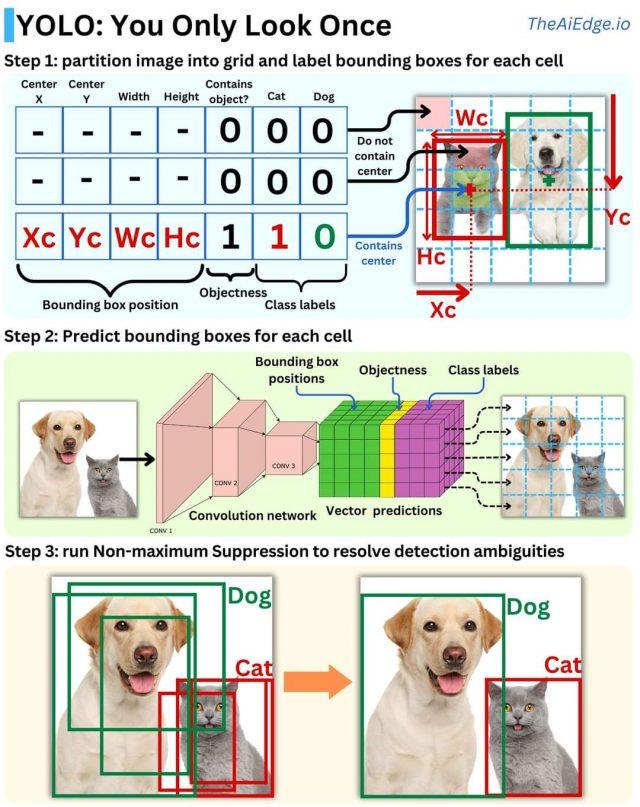 YOLO: You Only Look Once
TheAiEdge.io
Step 1: partition image into grid and label bounding boxes for each cell
Center X
Center Y
Width
Height
Contains object?
Cat
Dog
- - - - 0 0 0
- - - - 0 0 0
Xc Yc Wc Hc 1 1 0
Do not contain center
Contains center
Bounding box position
Objectness
Class labels
Wc
Hc
Yc
Xc
Step 2: Predict bounding boxes for each cell
Bounding box positions
Objectness
Class labels
CONV 1
CONV 2
CONV 3
Convolution network
Vector predictions
Step 3: run Non-maximum Suppression to resolve detection ambiguities
Dog
Cat
Dog
Cat